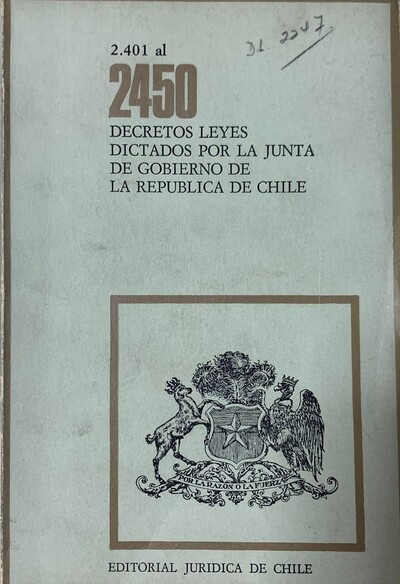 2.401 al
D.L. 2247
2450
DECRETOS LEYES
DICTADOS POR LA JUNTA
DE GOBIERNO DE
LA REPUBLICA DE CHILE
POR LA RAZON O LA FUERZA
EDITORIAL JURIDICA DE CHILE